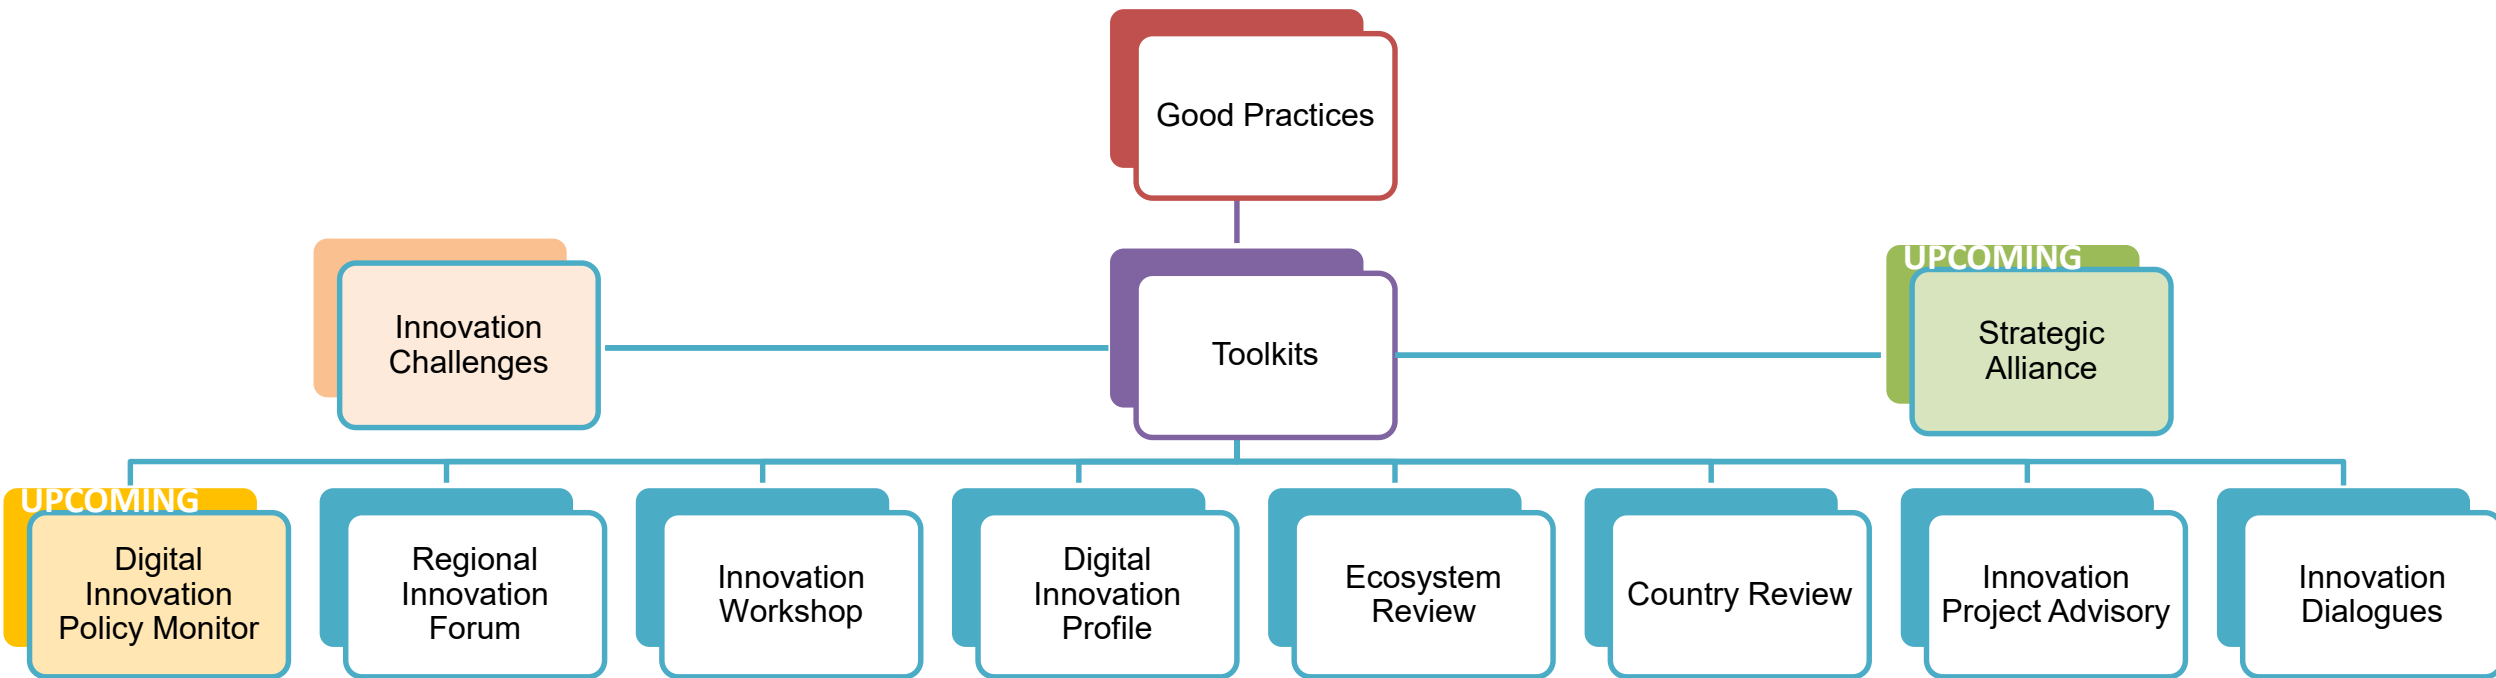 Good Practices
Innovation
Challenges
Toolkits
UPCOMING
Strategic
Alliance
UPCOMING
Digital
Innovation
Policy Monitor
Regional
Innovation
Forum
Innovation
Workshop
Digital
Innovation
Profile
Ecosystem
Review
Country Review
Innovation
Project Advisory
Innovation
Dialogues